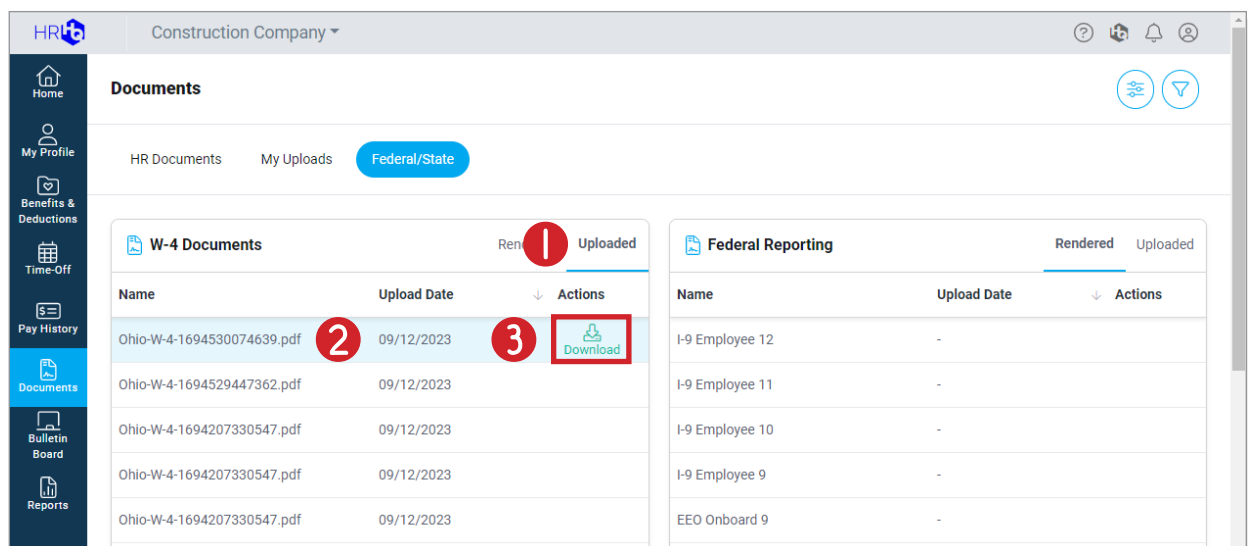 HRHQ
Construction Company
Home
My Profile
Benefits &
Deductions
Time-Off
Pay History
Documents
Bulletin
Board
Reports
Documents
HR Documents My Uploads Federal/State
W-4 Documents 1 Uploaded
Name Upload Date Actions
Ohio-W-4-1694530074639.pdf 2 09/12/2023 3 Download
Ohio-W-4-1694529447362.pdf 09/12/2023
Ohio-W-4-1694207330547.pdf 09/12/2023
Ohio-W-4-1694207330547.pdf 09/12/2023
Ohio-W-4-1694207330547.pdf 09/12/2023
Federal Reporting Rendered Uploaded
Name Upload Date Actions
I-9 Employee 12 -
I-9 Employee 11 -
I-9 Employee 10 -
I-9 Employee 9 -
EEO Onboard 9 -